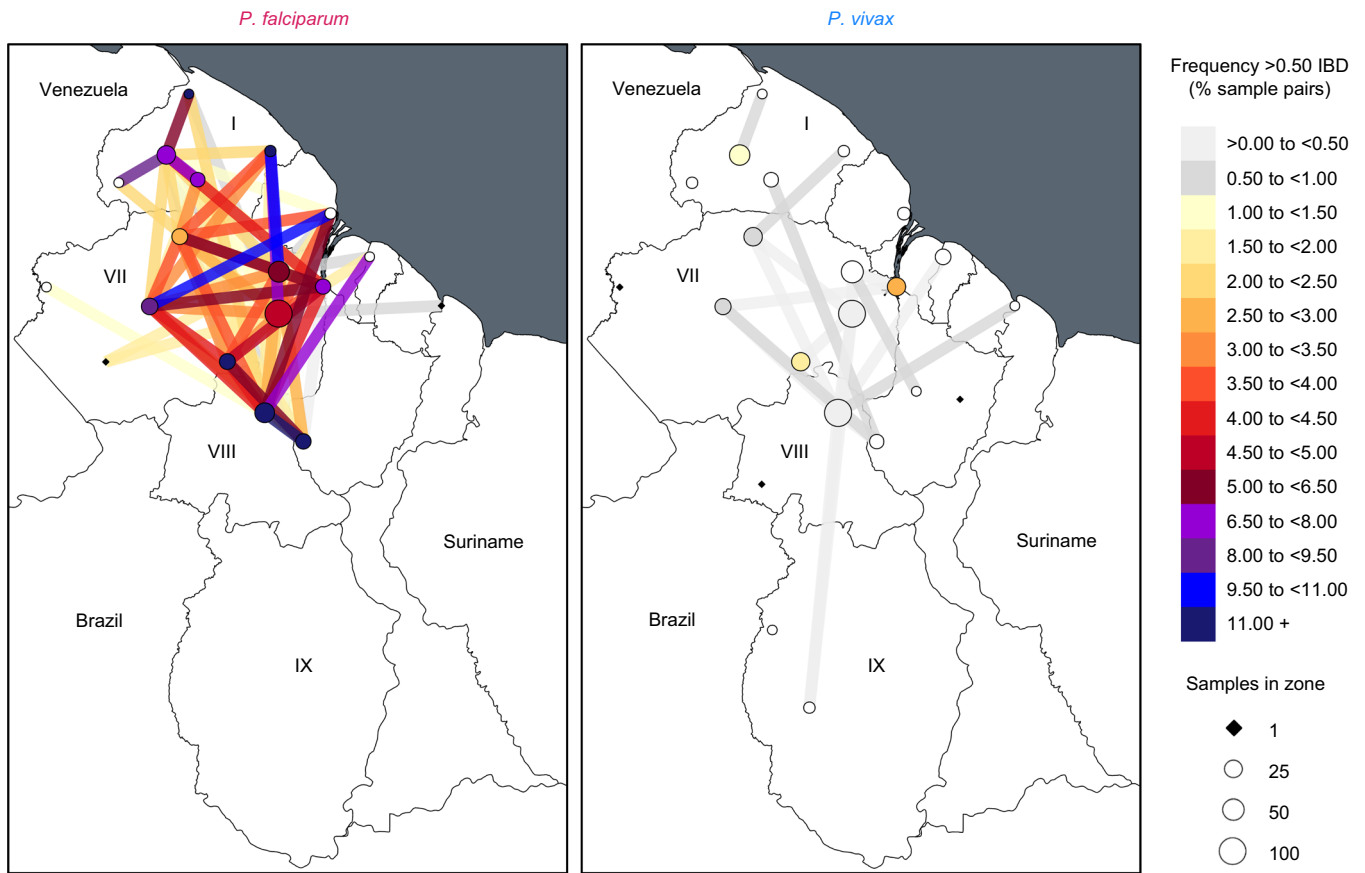 P. falciparum
P. vivax
Venezuela
I
VII
VIII
Suriname
Brazil
IX
Venezuela
I
VII
VIII
Suriname
Brazil
IX
Frequency >0.50 IBD
(% sample pairs)
>0.00 to <0.50
0.50 to <1.00
1.00 to <1.50
1.50 to <2.00
2.00 to <2.50
2.50 to <3.00
3.00 to <3.50
3.50 to <4.00
4.00 to <4.50
4.50 to <5.00
5.00 to <6.50
6.50 to <8.00
8.00 to <9.50
9.50 to <11.00
11.00 +
Samples in zone
1
25
50
100